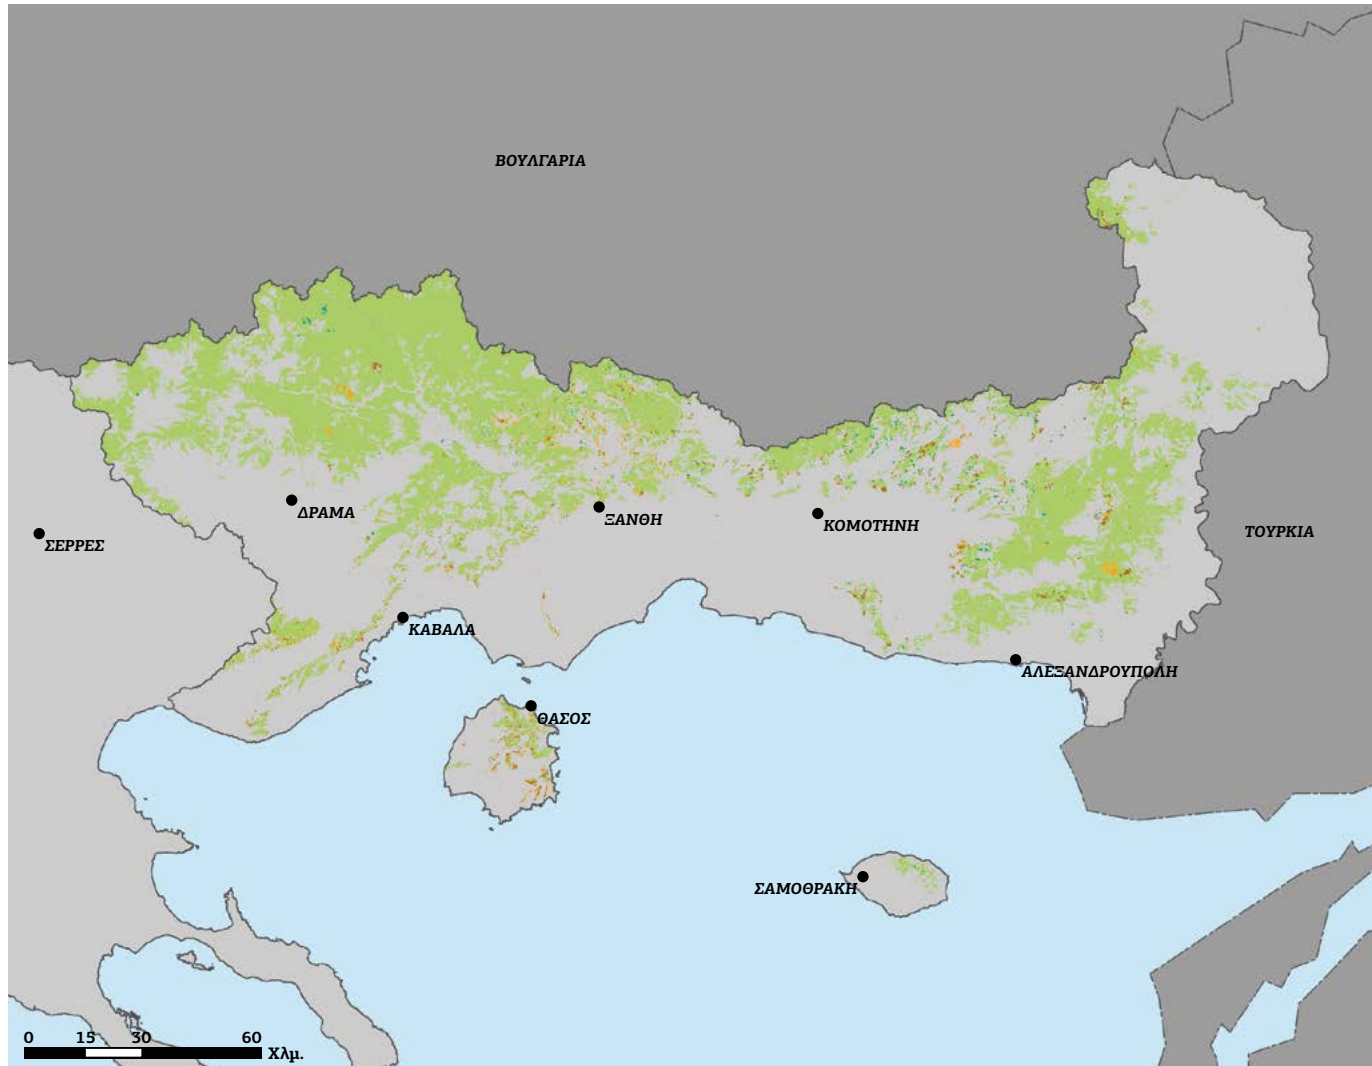 ΒΟΥΛΓΑΡΙΑ
ΔΡΑΜΑ
ΞΑΝΘΗ
ΚΟΜΟΤΗΝΗ
ΤΟΥΡΚΙΑ
ΣΕΡΡΕΣ
ΚΑΒΑΛΑ
ΑΛΕΞΑΝΔΡΟΥΠΟΛΗ
ΘΑΣΟΣ
ΣΑΜΟΘΡΑΚΗ
0 15 30 60
Χλμ.